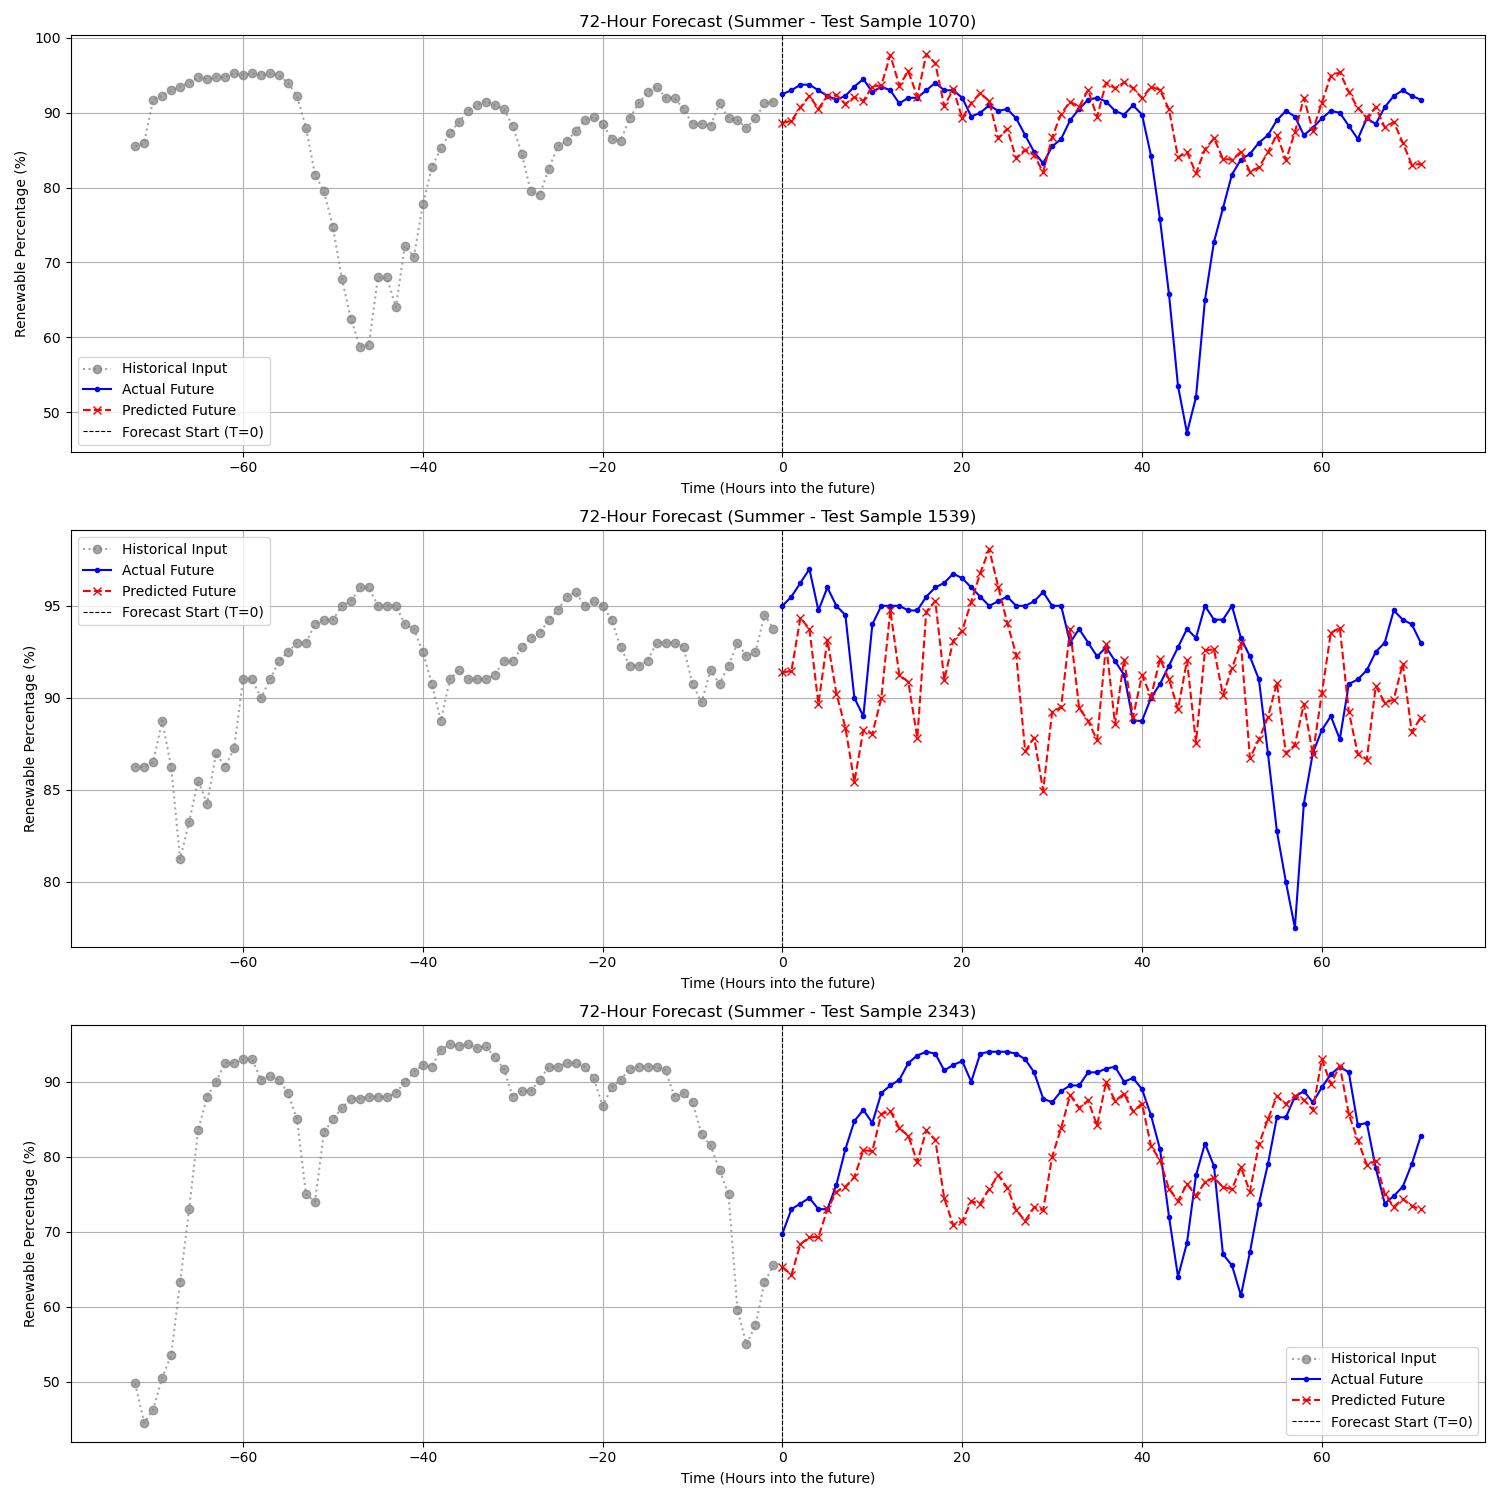 72-Hour Forecast (Summer - Test Sample 1070)
Renewable Percentage (%)
100
90
80
70
60
50
Historical Input
Actual Future
Predicted Future
Forecast Start (T=0)
−60 −40 −20 0 20 40 60
Time (Hours into the future)
72-Hour Forecast (Summer - Test Sample 1539)
Renewable Percentage (%)
95
90
85
80
Historical Input
Actual Future
Predicted Future
Forecast Start (T=0)
−60 −40 −20 0 20 40 60
Time (Hours into the future)
72-Hour Forecast (Summer - Test Sample 2343)
Renewable Percentage (%)
90
80
70
60
50
Historical Input
Actual Future
Predicted Future
Forecast Start (T=0)
−60 −40 −20 0 20 40 60
Time (Hours into the future)